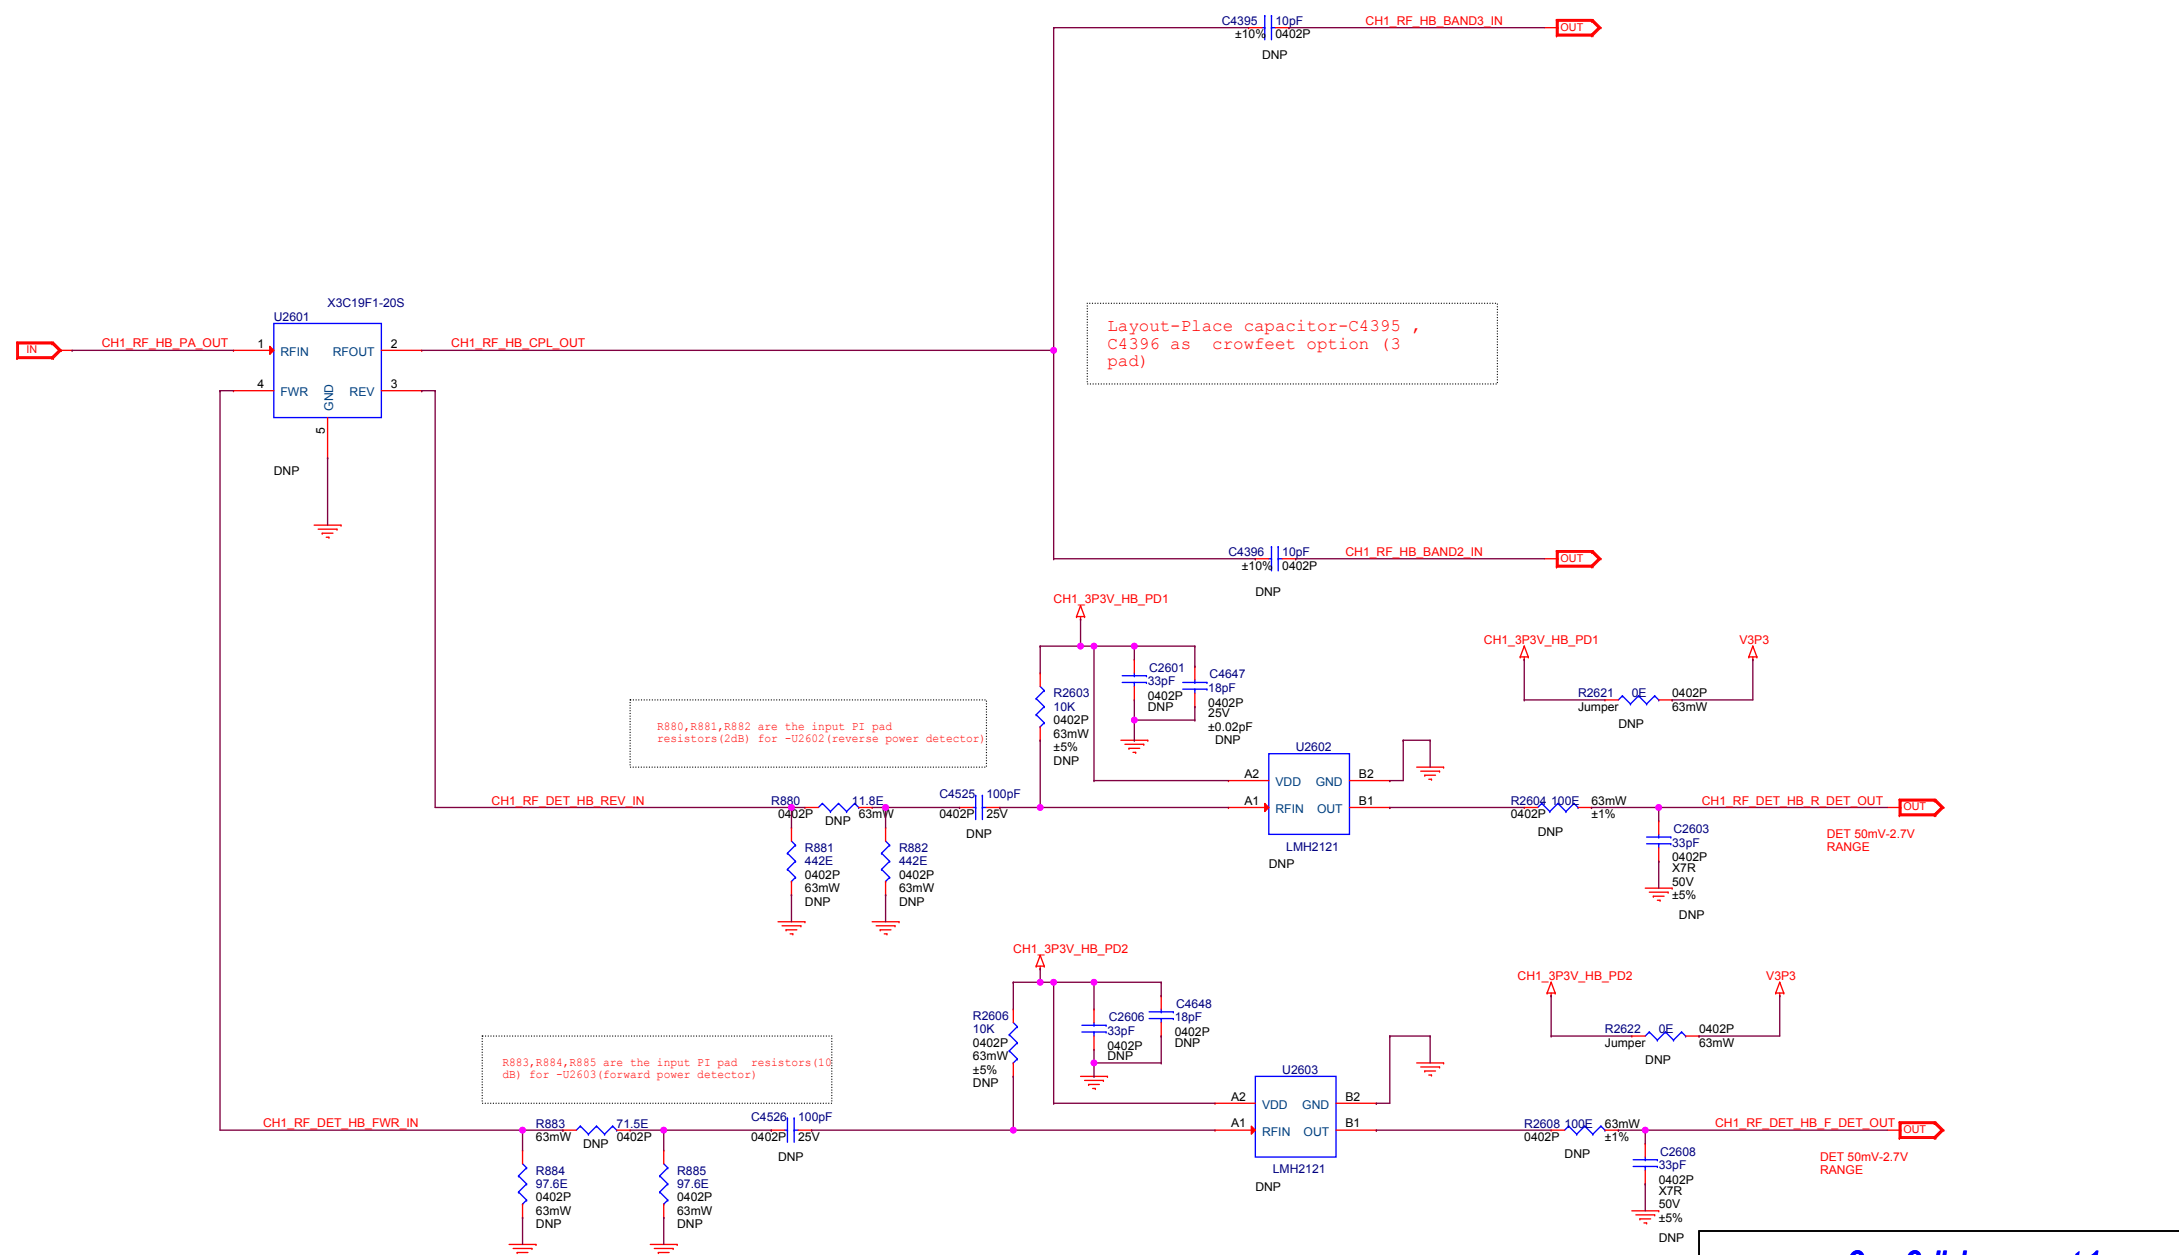 C4395 10pF CH1_RF_HB_BAND3_IN OUT
±10% 0402P
DNP
X3C19F1-20S
U2601
IN CH1_RF_HB_PA_OUT 1 RFIN RFOUT 2 CH1_RF_HB_CPL_OUT
4 FWR GND REV 3
5
DNP
Layout-Place capacitor-C4395 ,
C4396 as crowfeet option (3
pad)
C4396 10pF CH1_RF_HB_BAND2_IN OUT
±10% 0402P
DNP
CH1_3P3V_HB_PD1
R2603
10K
0402P
63mW
±5%
DNP
C2601
33pF
0402P
DNP
C4647
18pF
0402P
25V
±0.02pF
DNP
CH1_3P3V_HB_PD1 V3P3
R2621 0E 0402P
Jumper 63mW
DNP
R880,R881,R882 are the input PI pad
resistors(2dB) for -U2602(reverse power detector)
CH1_RF_DET_HB_REV_IN
R880 11.8E
0402P DNP 63mW
C4525 100pF
0402P 25V
DNP
R881
442E
0402P
63mW
DNP
R882
442E
0402P
63mW
DNP
U2602
A2 VDD GND B2
A1 RFIN OUT B1
LMH2121
DNP
R2604 100E 63mW
0402P ±1%
DNP
CH1_RF_DET_HB_R_DET_OUT OUT
C2603
33pF
0402P
X7R
50V
±5%
DNP
DET 50mV-2.7V
RANGE
CH1_3P3V_HB_PD2
R2606
10K
0402P
63mW
±5%
DNP
C2606
33pF
0402P
DNP
C4648
18pF
0402P
DNP
CH1_3P3V_HB_PD2 V3P3
R2622 0E 0402P
Jumper 63mW
DNP
R883,R884,R885 are the input PI pad resistors(10
dB) for -U2603(forward power detector)
CH1_RF_DET_HB_FWR_IN
R883 71.5E
63mW DNP 0402P
C4526 100pF
0402P 25V
DNP
R884
97.6E
0402P
63mW
DNP
R885
97.6E
0402P
63mW
DNP
U2603
A2 VDD GND B2
A1 RFIN OUT B1
LMH2121
DNP
R2608 100E 63mW
0402P ±1%
DNP
CH1_RF_DET_HB_F_DET_OUT OUT
C2608
33pF
0402P
X7R
50V
±5%
DNP
DET 50mV-2.7V
RANGE